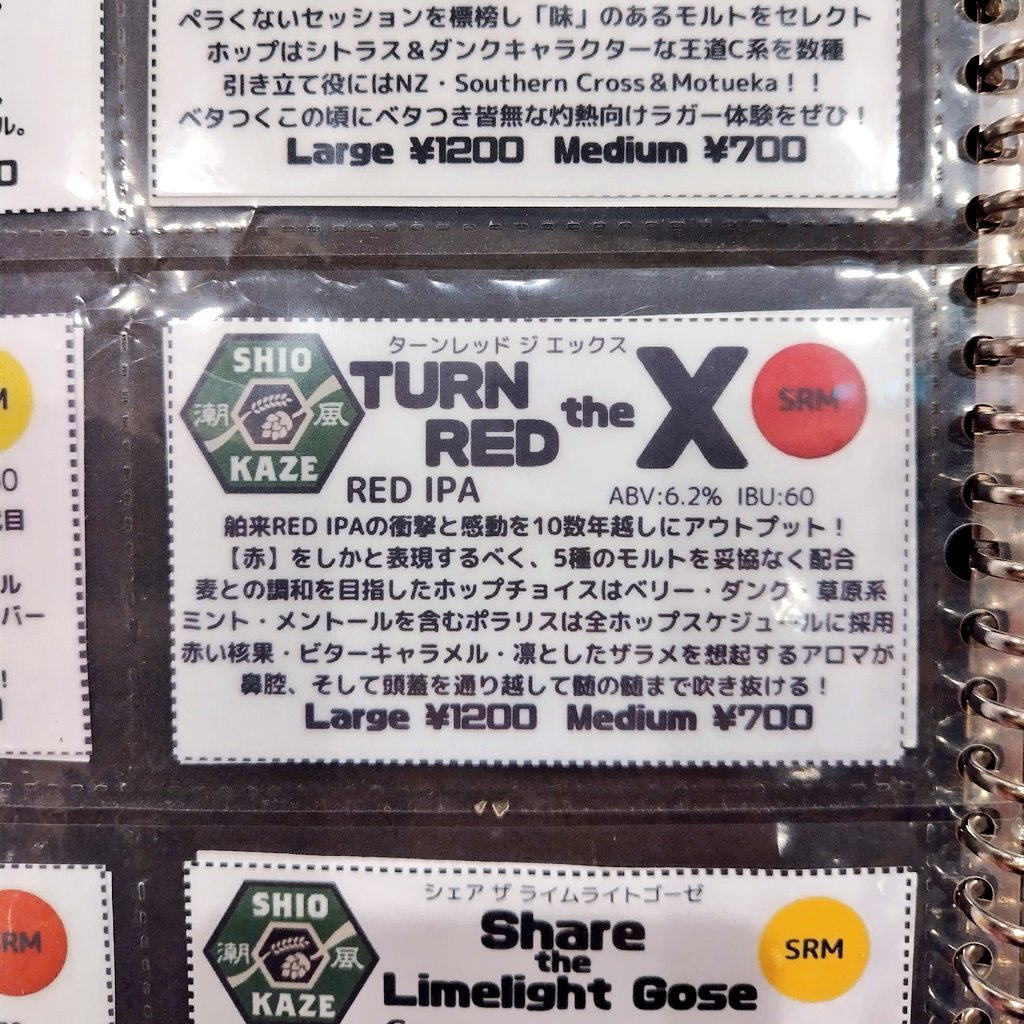 ペラくないセッションを標榜し「味」のあるモルトをセレクト
ホップはシトラス＆ダンクキャラクターな王道C系を数種
引き立て役にはNZ・Southern Cross＆Motueka！！
ベタつくこの頃にベタつき皆無な灼熱向けラガー体験をぜひ！
Large ¥1200 Medium ¥700
ル。
0
SHIO
潮 風
KAZE
ターンレッド ジ エックス
TURN
RED
the
X
SRM
RED IPA
ABV:6.2% IBU:60
舶来RED IPAの衝撃と感動を10数年越しにアウトプット！
【赤】をしかと表現するべく、5種のモルトを妥協なく配合
麦との調和を目指したホップチョイスはベリー・ダンク・草原系
ミント・メントールを含むポラリスは全ホップスケジュールに採用
赤い核果・ビターキャラメル・凛としたザラメを想起するアロマが
鼻腔、そして頭蓋を通り越して髄の髄まで吹き抜ける！
Large ¥1200 Medium ¥700
M
0
目
ル
バー
！
SHIO
潮 風
KAZE
シェア ザ ライムライトゴーゼ
Share
the
Limelight Gose
SRM
SRM